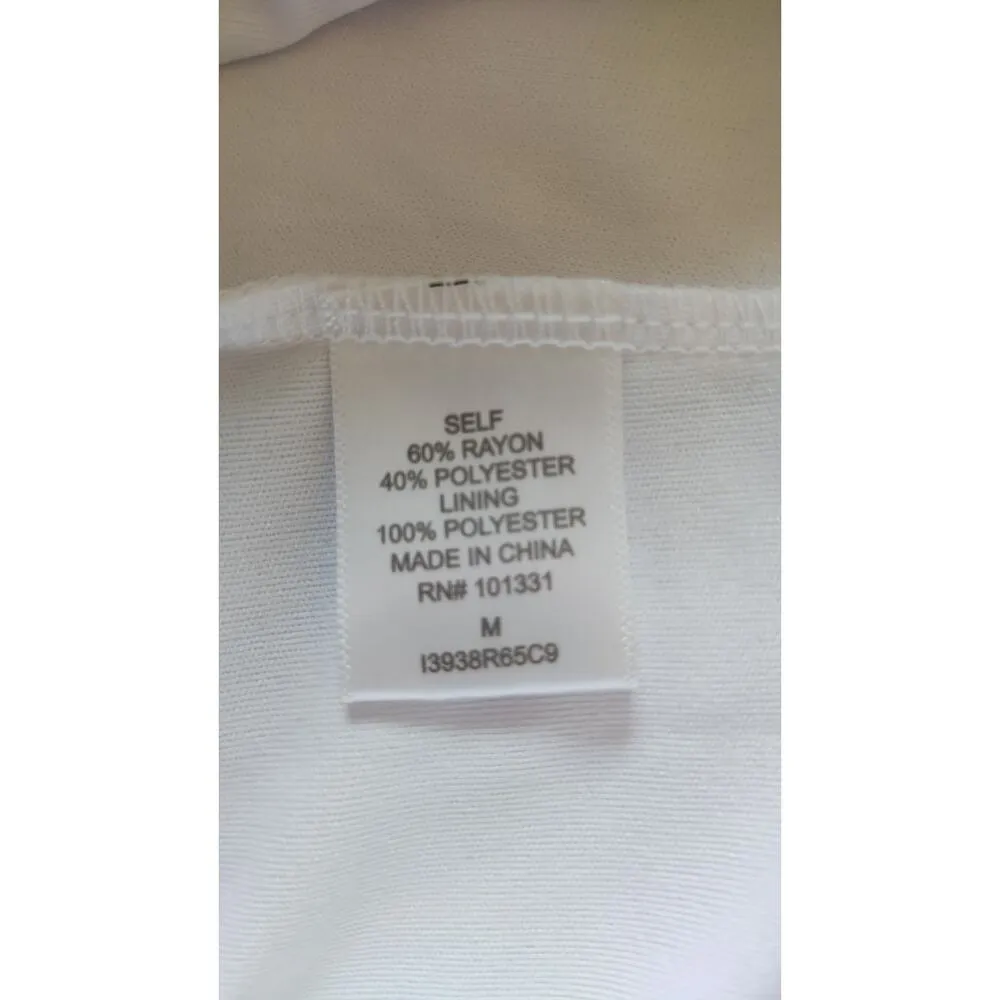 SELF
60% RAYON
40% POLYESTER
LINING
100% POLYESTER
MADE IN CHINA
RN# 101331
M
I3938R65C9